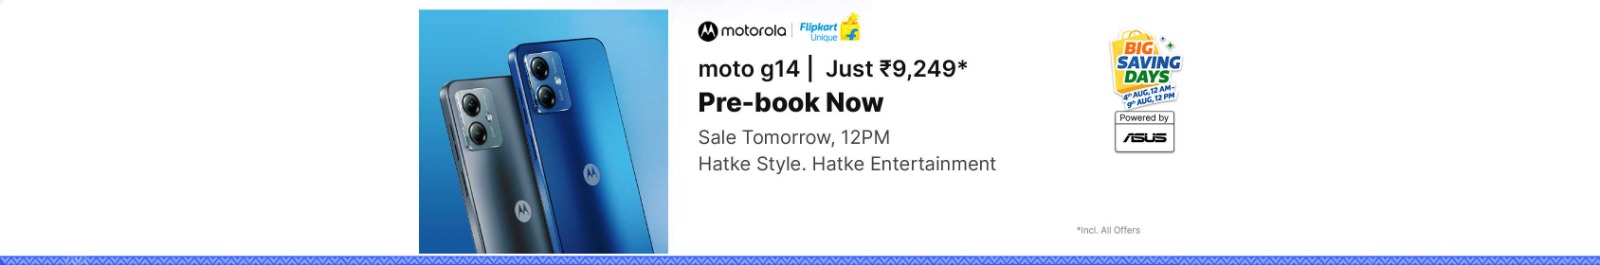 motorola
Flipkart
Unique
moto g14 | Just ₹9,249*
Pre-book Now
Sale Tomorrow, 12PM
Hatke Style. Hatke Entertainment
BIG
SAVING
DAYS
4th AUG, 12 AM-
9th AUG, 12 PM
Powered by
ASUS
*Incl. All Offers